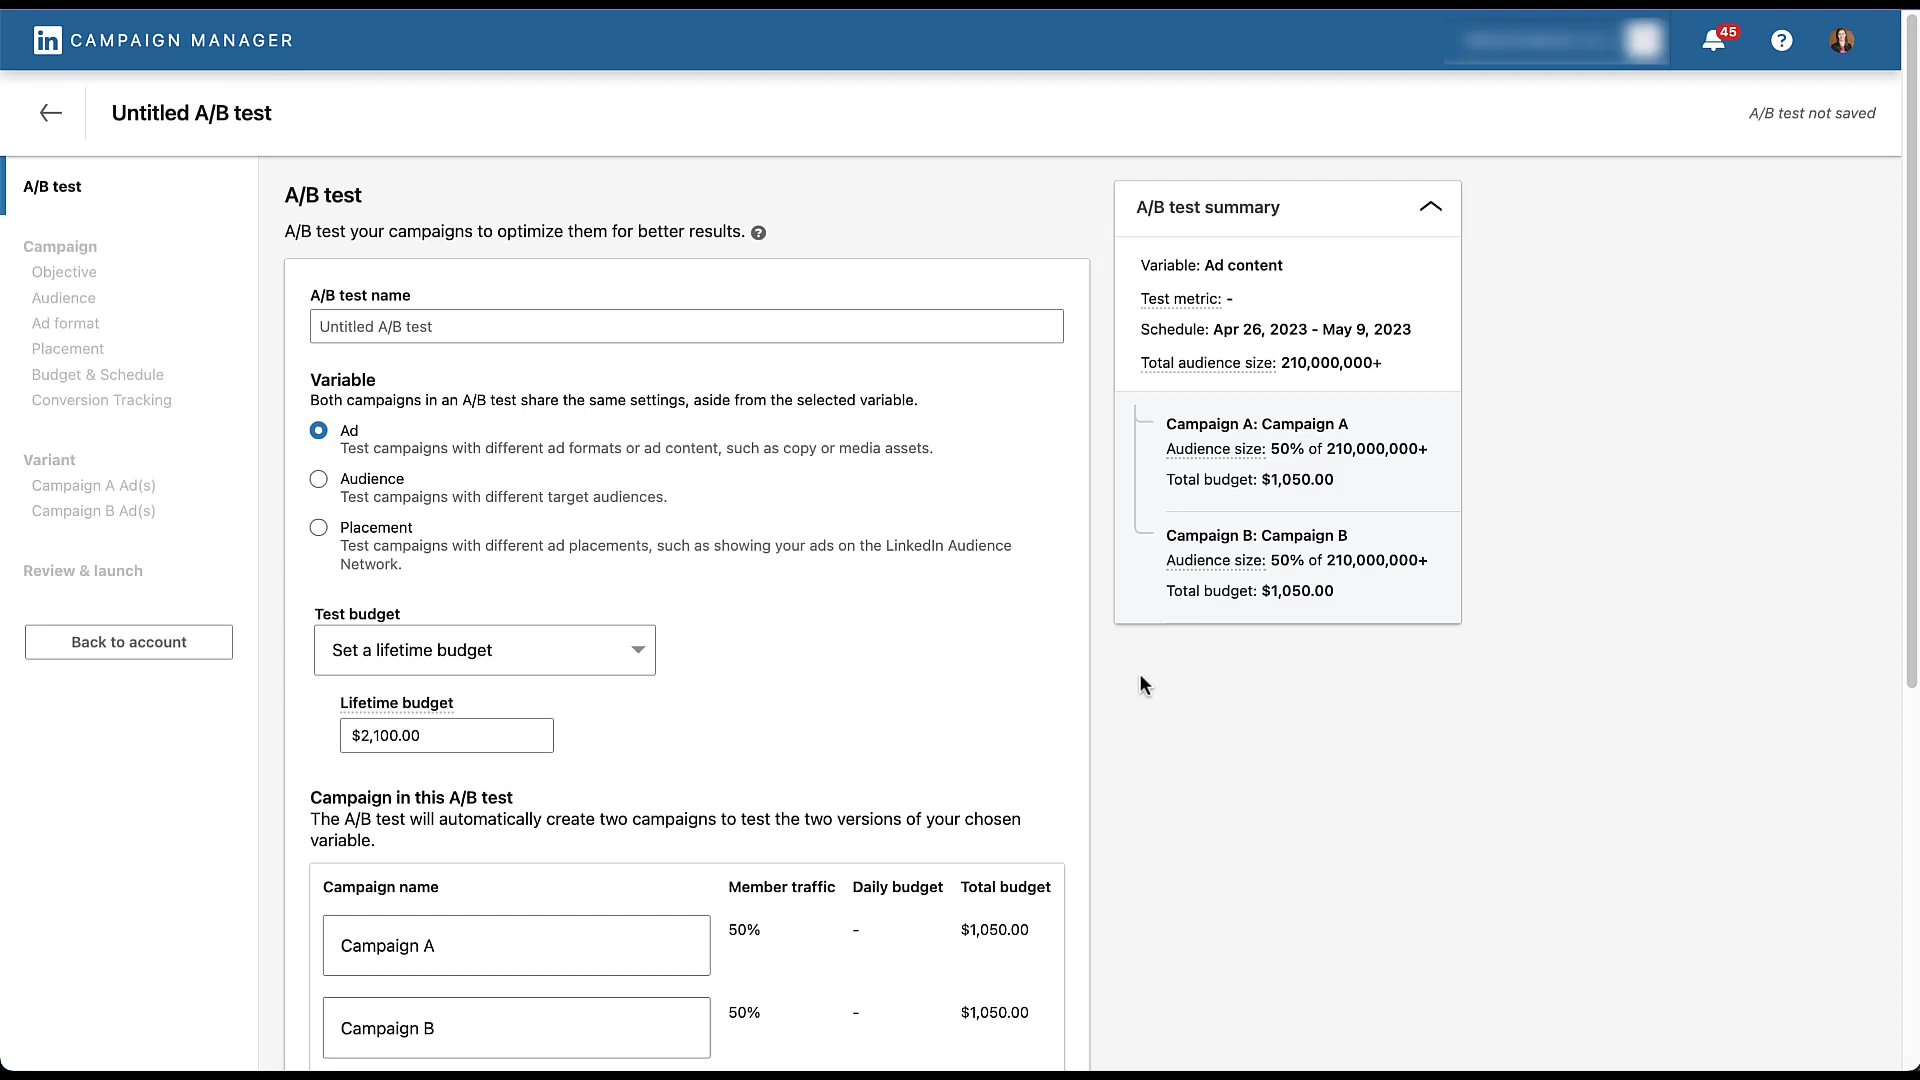 in CAMPAIGN MANAGER
45
?
Untitled A/B test
A/B test not saved
A/B test
Campaign
Objective
Audience
Ad format
Placement
Budget & Schedule
Conversion Tracking
Variant
Campaign A Ad(s)
Campaign B Ad(s)
Review & launch
Back to account
A/B test
A/B test your campaigns to optimize them for better results. ?
A/B test name
Untitled A/B test
Variable
Both campaigns in an A/B test share the same settings, aside from the selected variable.
Ad
Test campaigns with different ad formats or ad content, such as copy or media assets.
Audience
Test campaigns with different target audiences.
Placement
Test campaigns with different ad placements, such as showing your ads on the LinkedIn Audience
Network.
Test budget
Set a lifetime budget
Lifetime budget
$2,100.00
Campaign in this A/B test
The A/B test will automatically create two campaigns to test the two versions of your chosen
variable.
Campaign name Member traffic Daily budget Total budget
Campaign A 50% - $1,050.00
Campaign B 50% - $1,050.00
A/B test summary
Variable: Ad content
Test metric: -
Schedule: Apr 26, 2023 - May 9, 2023
Total audience size: 210,000,000+
Campaign A: Campaign A
Audience size: 50% of 210,000,000+
Total budget: $1,050.00
Campaign B: Campaign B
Audience size: 50% of 210,000,000+
Total budget: $1,050.00